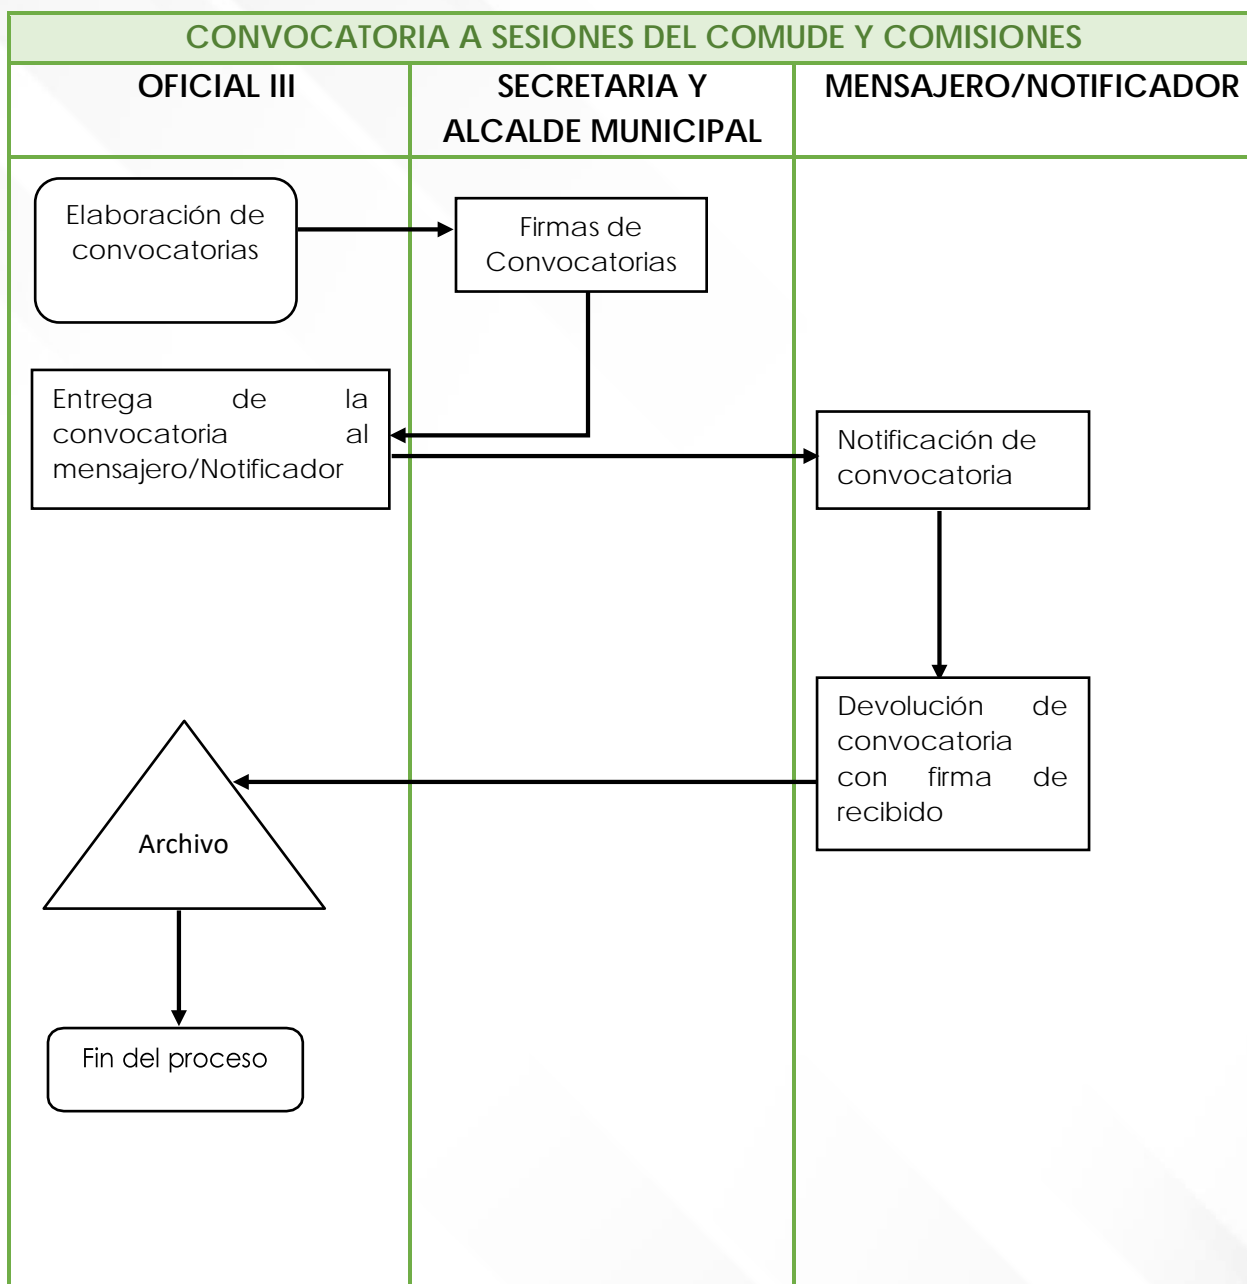 CONVOCATORIA A SESIONES DEL COMUDE Y COMISIONES
OFICIAL III
SECRETARIA Y
ALCALDE MUNICIPAL
MENSAJERO/NOTIFICADOR
Elaboración de
convocatorias
Firmas de
Convocatorias
Entrega de la
convocatoria al
mensajero/Notificador
Notificación de
convocatoria
Devolución de
convocatoria
con firma de
recibido
Archivo
Fin del proceso